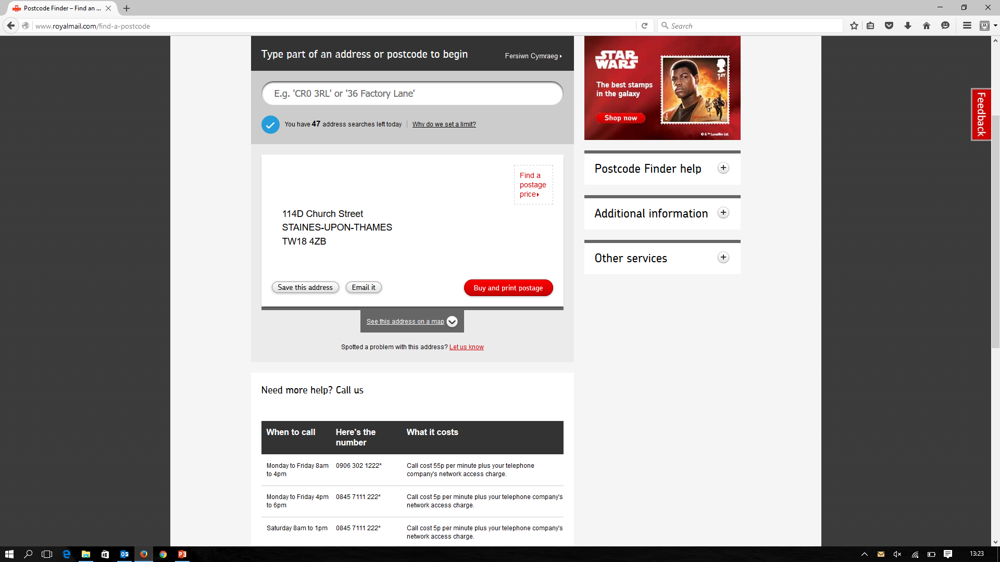 Postcode Finder – Find an ...
www.royalmail.com/find-a-postcode
Search
Type part of an address or postcode to begin
Fersiwn Cymraeg
E.g. 'CR0 3RL' or '36 Factory Lane'
You have 47 address searches left today
Why do we set a limit?
Find a
postage
price
114D Church Street
STAINES-UPON-THAMES
TW18 4ZB
Save this address
Email it
Buy and print postage
See this address on a map
Spotted a problem with this address? Let us know
Need more help? Call us
When to call
Here's the
number
What it costs
Monday to Friday 8am
to 4pm
0906 302 1222*
Call cost 55p per minute plus your telephone
company's network access charge.
Monday to Friday 4pm
to 6pm
0845 7111 222*
Call cost 5p per minute plus your telephone company's
network access charge.
Saturday 8am to 1pm
0845 7111 222*
Call cost 5p per minute plus your telephone company's
network access charge.
STAR
WARS
The best stamps
in the galaxy
Shop now
1ST
Finn
© & ™ Lucasfilm Ltd.
Postcode Finder help
Additional information
Other services
Feedback
13:23